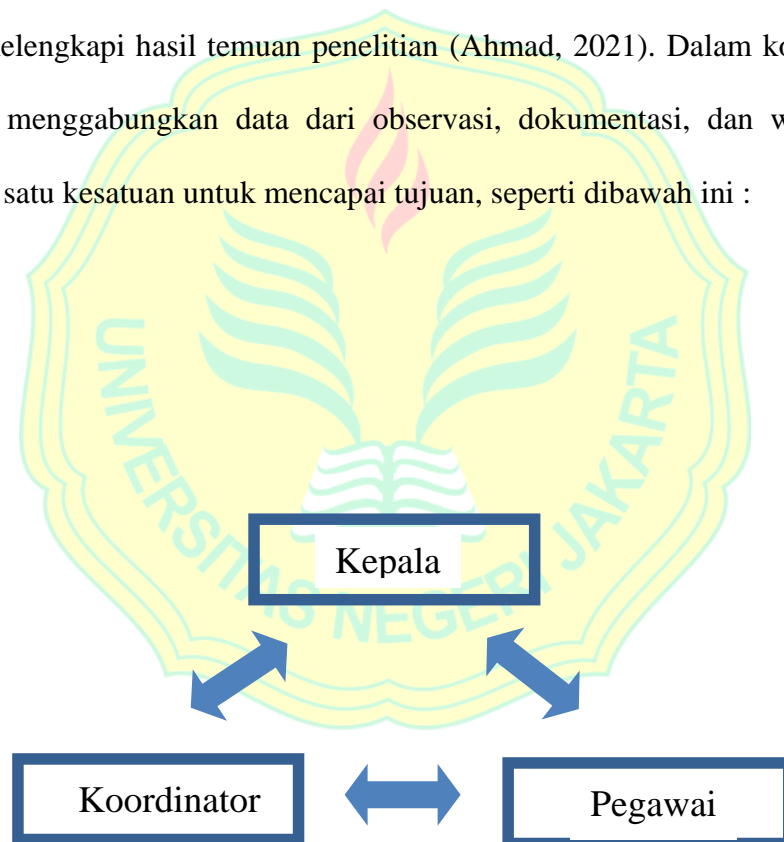 elengkapi hasil temuan penelitian (Ahmad, 2021). Dalam
menggabungkan data dari observasi, dokumentasi, dan
satu kesatuan untuk mencapai tujuan, seperti dibawah ini :
UNIVERSITAS NEGERI JAKARTA
Kepala
Koordinator
Pegawai